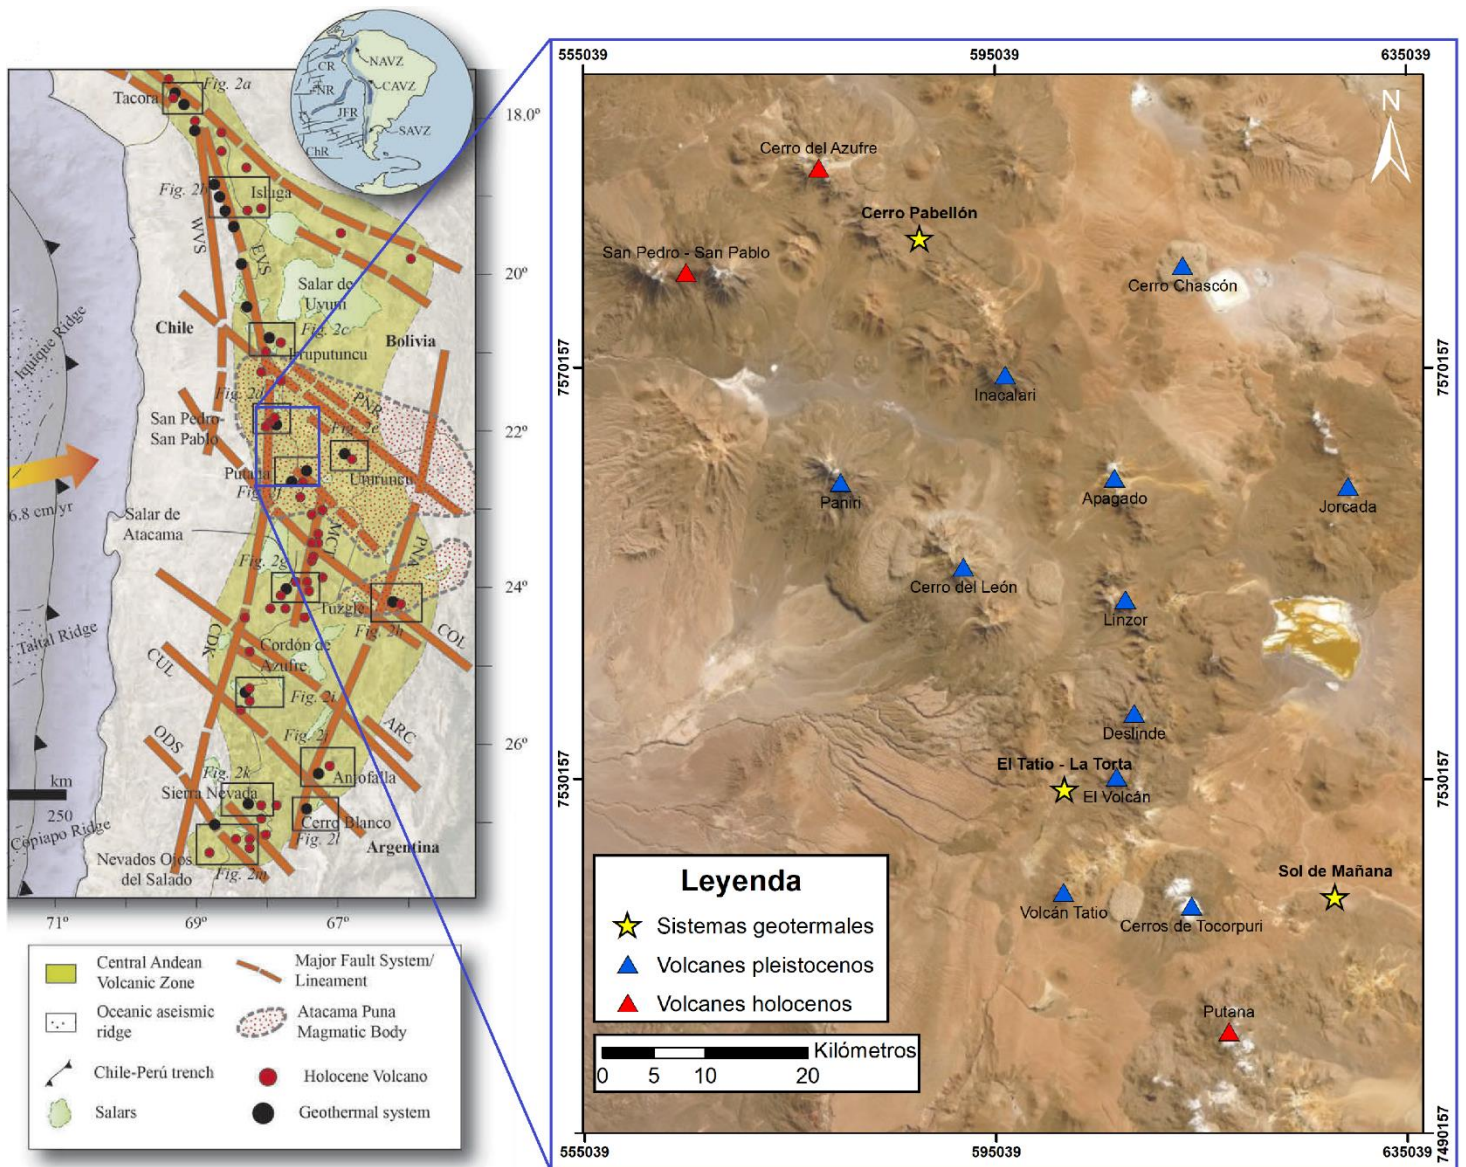 CR
NAVZ
NR
CAVZ
JFR
SAVZ
ChR
Fig. 2a
Tacora
18.0º
Fig. 2b
Isluga
WVS
EVS
20°
Salar de
Uyuni
Iquique Ridge
Chile
Fig. 2c
Bolivia
Irruputuncu
Fig. 2d
PNR
San Pedro-
San Pablo
Fig. 2e
22°
Putana
Uturuncu
Fig. 2f
6.8 cm/yr
Salar de
Atacama
MCT
PNA
Fig. 2g
24°
Tuzgle
Fig. 2h
Taltal Ridge
CDK
Cordón de
Azufre
COL
CUL
Fig. 2i
ODS
ARC
Fig. 2j
26°
Fig. 2k
km
Sierra Nevada
Antofalla
250
Copiapo Ridge
Cerro Blanco
Fig. 2l
Argentina
Nevados Ojos
del Salado
Fig. 2m
71°
69°
67°
Central Andean
Volcanic Zone
Major Fault System/
Lineament
Oceanic aseismic
ridge
Atacama Puna
Magmatic Body
Chile-Perú trench
Holocene Volcano
Salars
Geothermal system
555039
595039
635039
N
Cerro del Azufre
Cerro Pabellón
San Pedro - San Pablo
Cerro Chascón
7570157
7570157
Inacalari
Paniri
Apagado
Jorcada
Cerro del León
Linzor
Deslinde
El Tatio - La Torta
El Volcán
7530157
7530157
Sol de Mañana
Volcán Tatio
Cerros de Tocorpuri
Putana
Leyenda
Sistemas geotermales
Volcanes pleistocenos
Volcanes holocenos
Kilómetros
0 5 10 20
7490157
555039
595039
635039